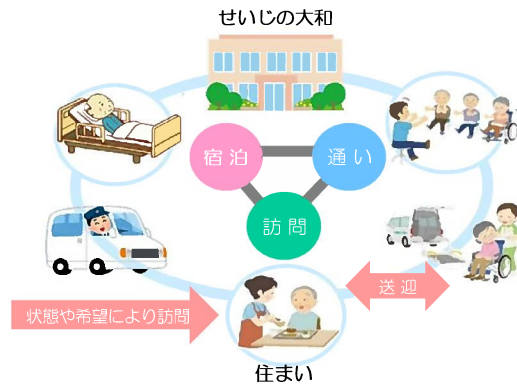 せいじの大和
宿泊
通い
訪問
送迎
状態や希望により訪問
住まい